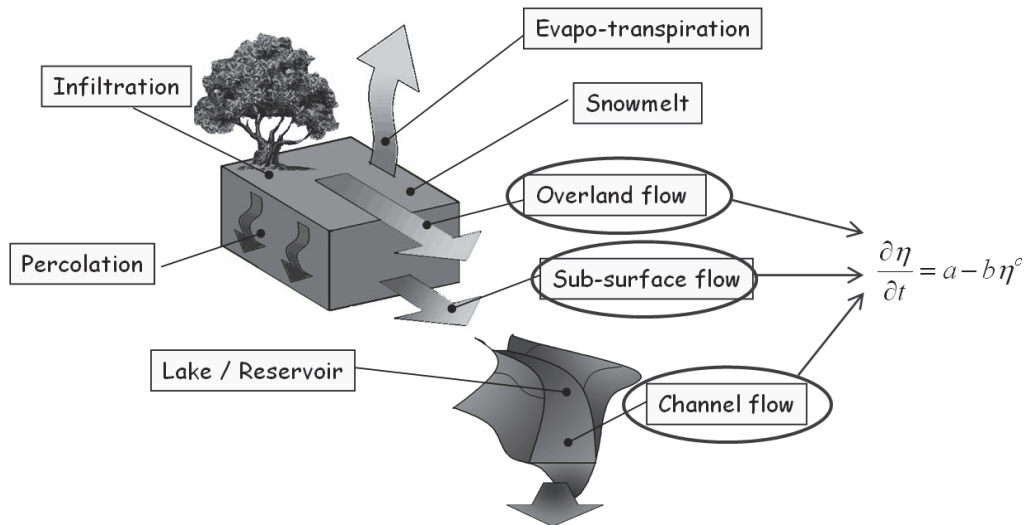 Evapo-transpiration
Infiltration
Snowmelt
Overland flow
Percolation
Sub-surface flow
∂η/∂t = a − bη^c
Lake / Reservoir
Channel flow